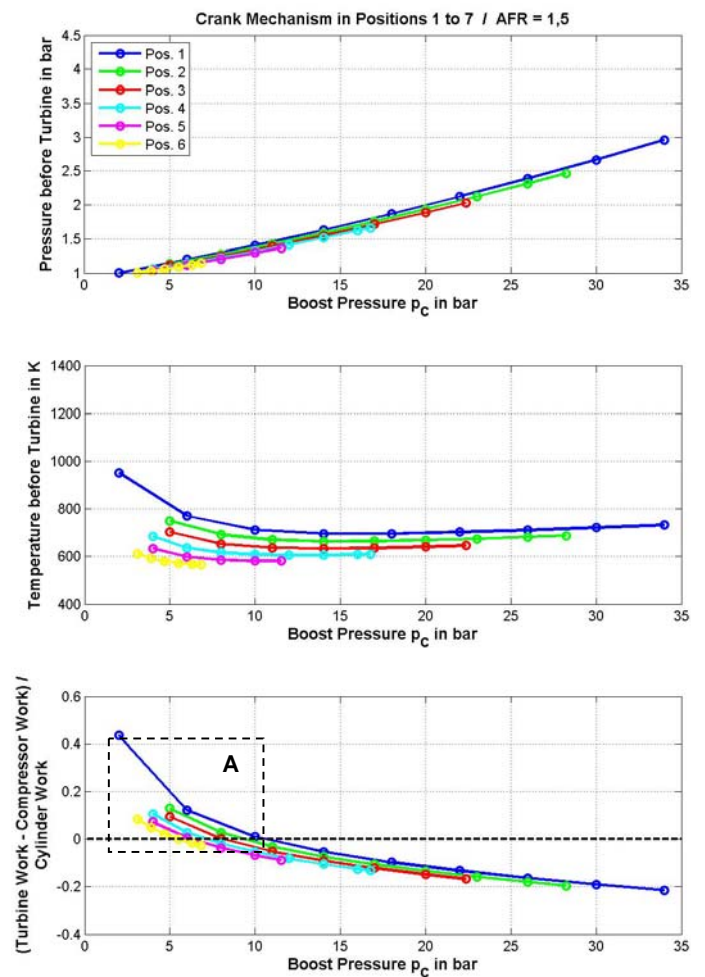 Crank Mechanism in Positions 1 to 7 / AFR = 1,5
Pressure before Turbine in bar
4.5
4
3.5
3
2.5
2
1.5
1
Pos. 1
Pos. 2
Pos. 3
Pos. 4
Pos. 5
Pos. 6
0 5 10 15 20 25 30 35
Boost Pressure pC in bar
Temperature before Turbine in K
1400
1200
1000
800
600
400
0 5 10 15 20 25 30 35
Boost Pressure pC in bar
(Turbine Work - Compressor Work) /
Cylinder Work
0.6
0.4
0.2
0
-0.2
-0.4
A
0 5 10 15 20 25 30 35
Boost Pressure pC in bar